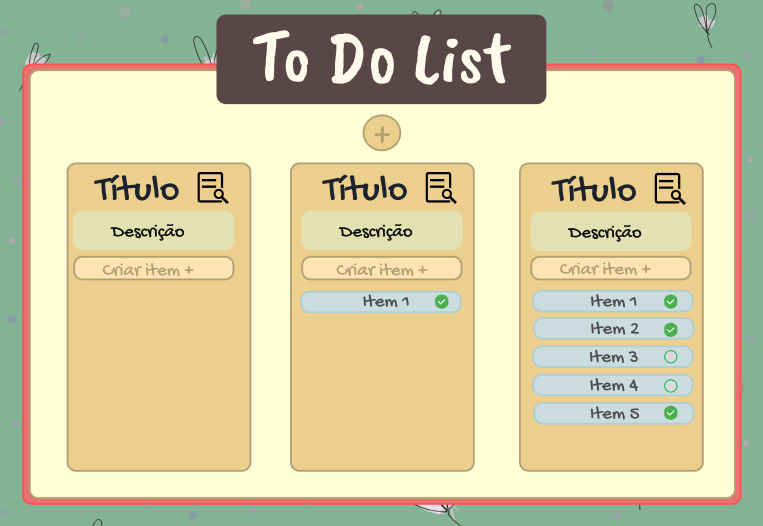 To Do List
+
Título
Descrição
Criar item +
Título
Descrição
Criar item +
Item 1
Título
Descrição
Criar item +
Item 1
Item 2
Item 3
Item 4
Item 5